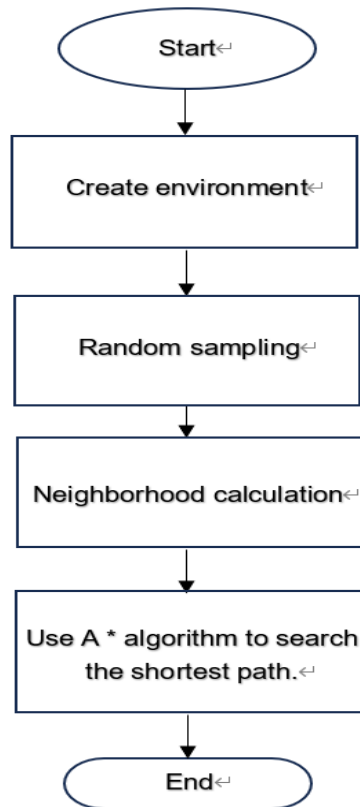 Start↵
Create environment↵
Random sampling↵
Neighborhood calculation↵
Use A * algorithm to search
the shortest path.↵
End↵